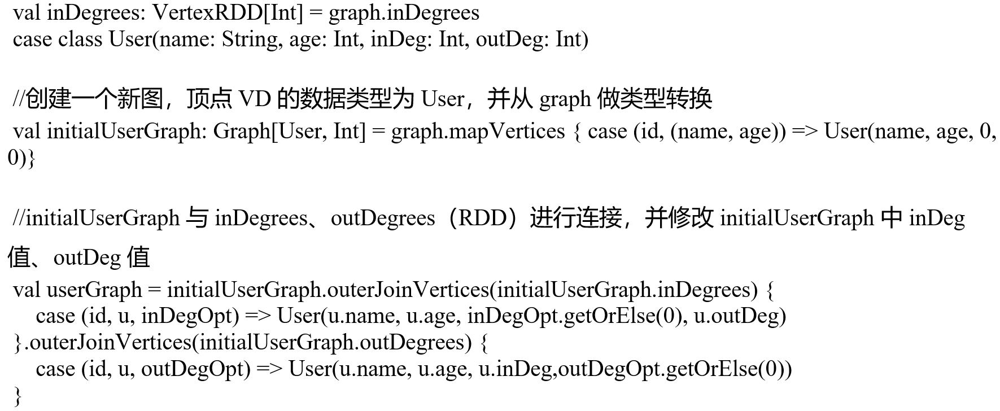 val inDegrees: VertexRDD[Int] = graph.inDegrees
case class User(name: String, age: Int, inDeg: Int, outDeg: Int)
//创建一个新图，顶点 VD 的数据类型为 User，并从 graph 做类型转换
val initialUserGraph: Graph[User, Int] = graph.mapVertices { case (id, (name, age)) => User(name, age, 0,
0)}
//initialUserGraph 与 inDegrees、outDegrees（RDD）进行连接，并修改 initialUserGraph 中 inDeg
值、outDeg 值
val userGraph = initialUserGraph.outerJoinVertices(initialUserGraph.inDegrees) {
case (id, u, inDegOpt) => User(u.name, u.age, inDegOpt.getOrElse(0), u.outDeg)
}.outerJoinVertices(initialUserGraph.outDegrees) {
case (id, u, outDegOpt) => User(u.name, u.age, u.inDeg,outDegOpt.getOrElse(0))
}